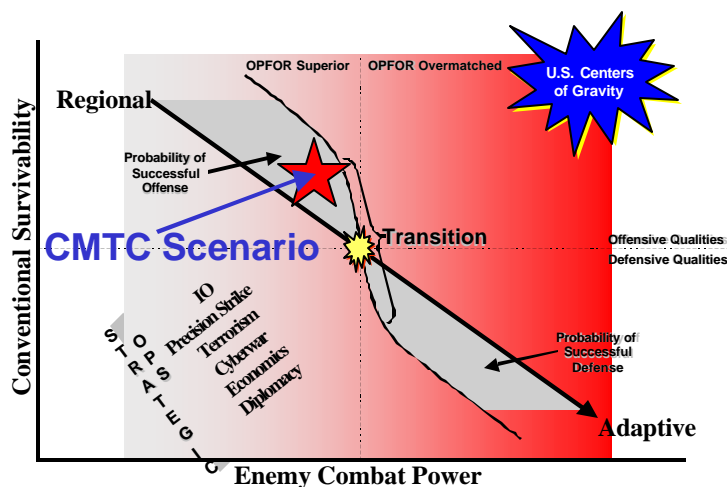 OPFOR Superior
OPFOR Overmatched
U.S. Centers
of Gravity
Regional
Probability of
Successful
Offense
CMTC Scenario
Transition
Offensive Qualities
Defensive Qualities
IO
Precision Strike
Terrorism
Cyberwar
Economics
Diplomacy
STRATEGIC
OPS
Probability of
Successful
Defense
Adaptive
Conventional Survivability
Enemy Combat Power